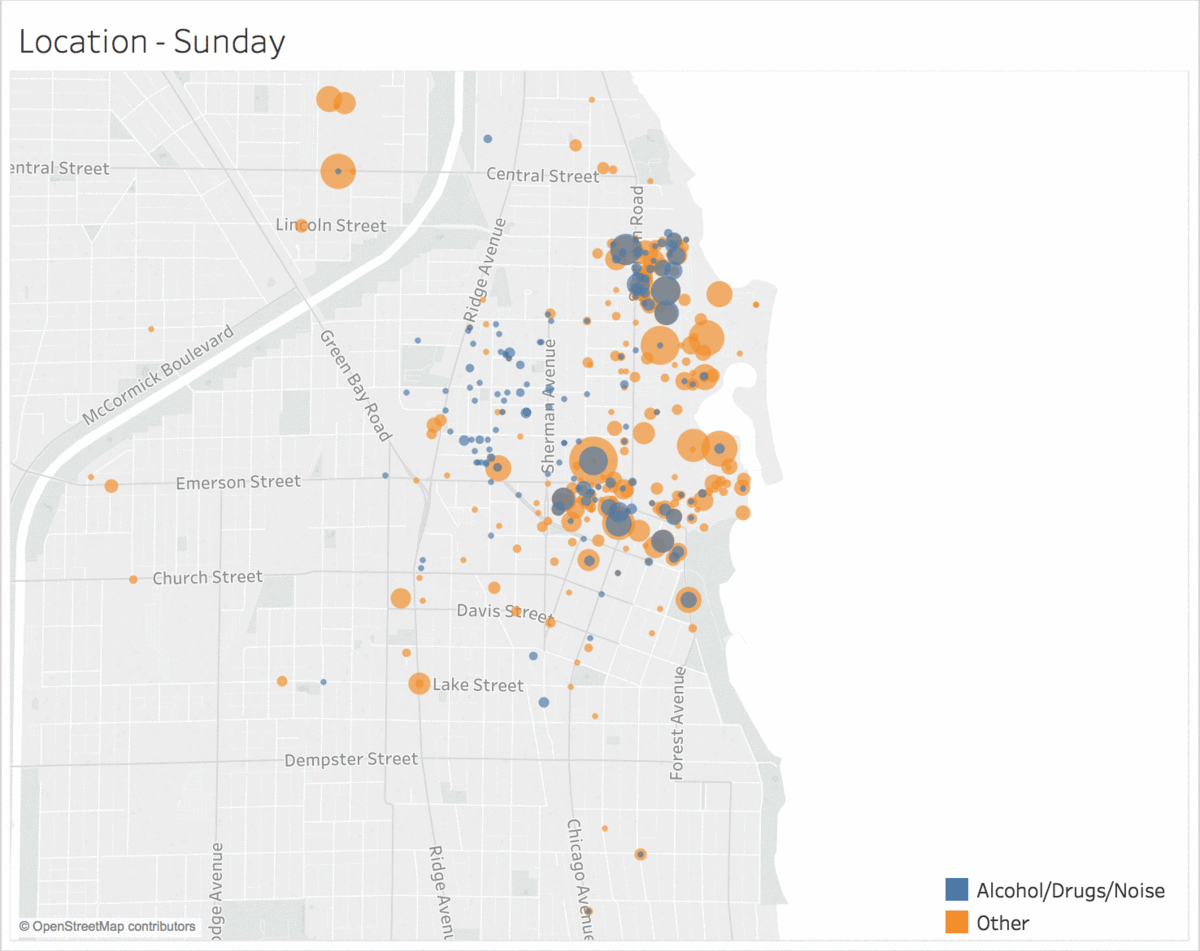 Location - Sunday
entral Street
Central Street
n Road
Lincoln Street
Ridge Avenue
McCormick Boulevard
Green Bay Road
Sherman Avenue
Emerson Street
Church Street
Davis Street
Lake Street
Forest Avenue
Dempster Street
Chicago Avenue
dge Avenue
Ridge Avenu
Alcohol/Drugs/Noise
Other
© OpenStreetMap contributors